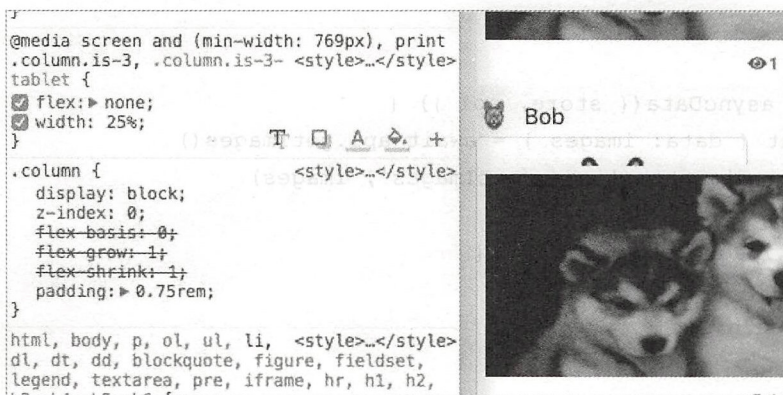 }
@media screen and (min-width: 769px), print
.column.is-3, .column.is-3- <style>…</style>
tablet {
flex:▶ none;
width: 25%;
}
.column { <style>…</style>
display: block;
z-index: 0;
flex-basis: 0;
flex-grow: 1;
flex-shrink: 1;
padding:▶ 0.75rem;
}
html, body, p, ol, ul, li, <style>…</style>
dl, dt, dd, blockquote, figure, fieldset,
legend, textarea, pre, iframe, hr, h1, h2,
1
Bob